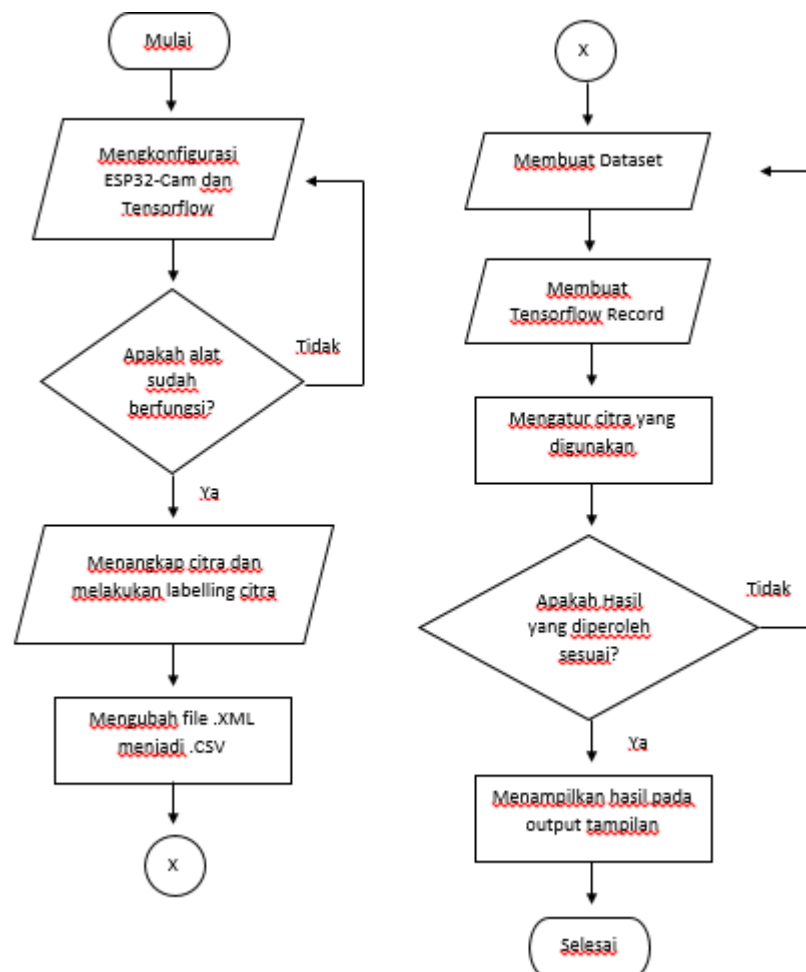 Mulai
Mengkonfigurasi
ESP32-Cam dan
Tensorflow
Apakah alat
sudah
berfungsi?
Tidak
Ya
Menangkap citra dan
melakukan labelling citra
Mengubah file .XML
menjadi .CSV
X
X
Membuat Dataset
Membuat
Tensorflow Record
Mengatur citra yang
digunakan
Apakah Hasil
yang diperoleh
sesuai?
Tidak
Ya
Menampilkan hasil pada
output tampilan
Selesai